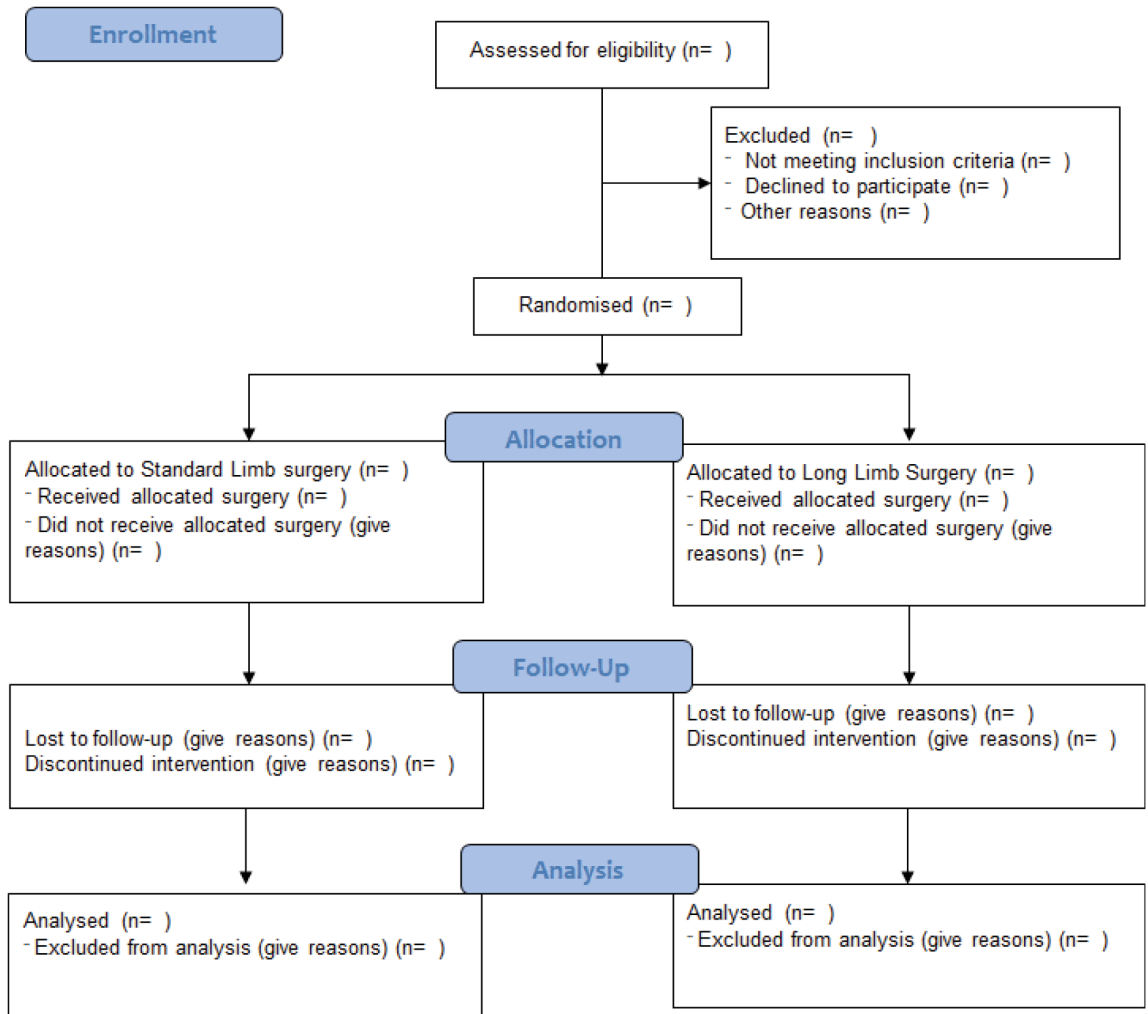 Enrollment
Assessed for eligibility (n=  )
Excluded (n=  )
- Not meeting inclusion criteria (n=  )
- Declined to participate (n=  )
- Other reasons (n=  )
Randomised (n=  )
Allocation
Allocated to Standard Limb surgery (n=  )
- Received allocated surgery (n=  )
- Did not receive allocated surgery (give
reasons) (n=  )
Allocated to Long Limb Surgery (n=  )
- Received allocated surgery (n=  )
- Did not receive allocated surgery (give
reasons) (n=  )
Follow-Up
Lost to follow-up (give reasons) (n=  )
Discontinued intervention (give reasons) (n=  )
Lost to follow-up (give reasons) (n=  )
Discontinued intervention (give reasons) (n=  )
Analysis
Analysed (n=  )
- Excluded from analysis (give reasons) (n=  )
Analysed (n=  )
- Excluded from analysis (give reasons) (n=  )